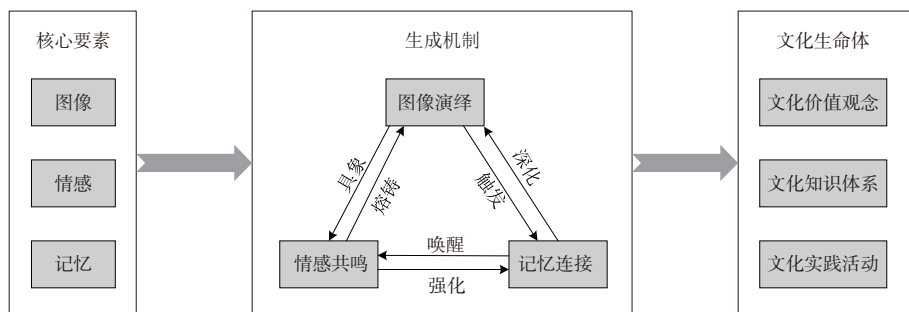 核心要素
图像
情感
记忆
生成机制
图像演绎
具象
熔铸
触发
深化
情感共鸣
唤醒
强化
记忆连接
文化生命体
文化价值观念
文化知识体系
文化实践活动